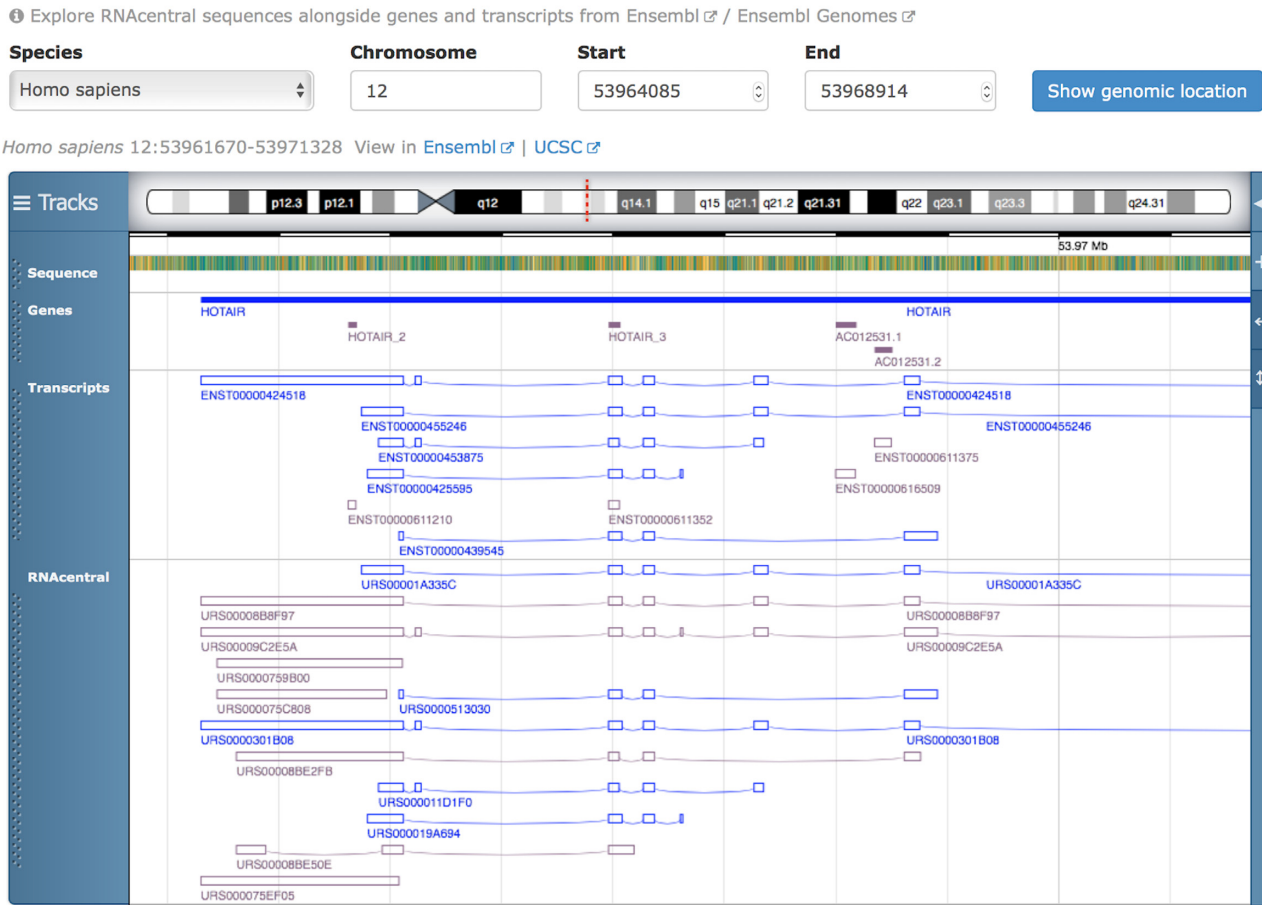 Explore RNAcentral sequences alongside genes and transcripts from Ensembl / Ensembl Genomes
Species Chromosome Start End
Homo sapiens 12 53964085 53968914 Show genomic location
Homo sapiens 12:53961670-53971328 View in Ensembl | UCSC
Tracks
p12.3 p12.1 q12 q14.1 q15 q21.1 q21.2 q21.31 q22 q23.1 q23.3 q24.31
53.97 Mb
Sequence
Genes
HOTAIR HOTAIR
HOTAIR_2 HOTAIR_3 AC012531.1
AC012531.2
Transcripts
ENST00000424518 ENST00000424518
ENST00000455246 ENST00000455246
ENST00000453875 ENST00000611375
ENST00000425595 ENST00000616509
ENST00000611210 ENST00000611352
ENST00000439545
RNAcentral
URS00001A335C URS00001A335C
URS00008B8F97 URS00008B8F97
URS00009C2E5A URS00009C2E5A
URS0000759B00
URS000075C808 URS0000513030
URS0000301B08 URS0000301B08
URS00008BE2FB
URS000011D1F0
URS000019A694
URS00008BE50E
URS000075EF05